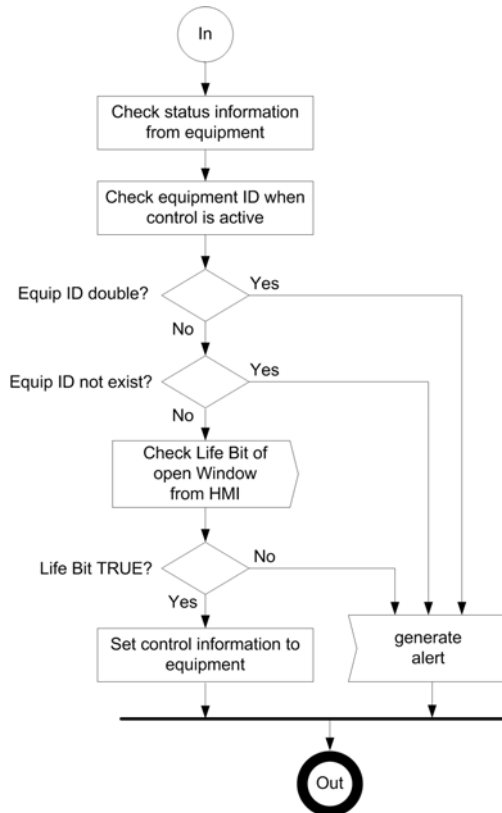 In
Check status information
from equipment
Check equipment ID when
control is active
Equip ID double?
Yes
No
Equip ID not exist?
Yes
No
Check Life Bit of
open Window
from HMI
Life Bit TRUE?
No
Yes
Set control information to
equipment
generate
alert
Out